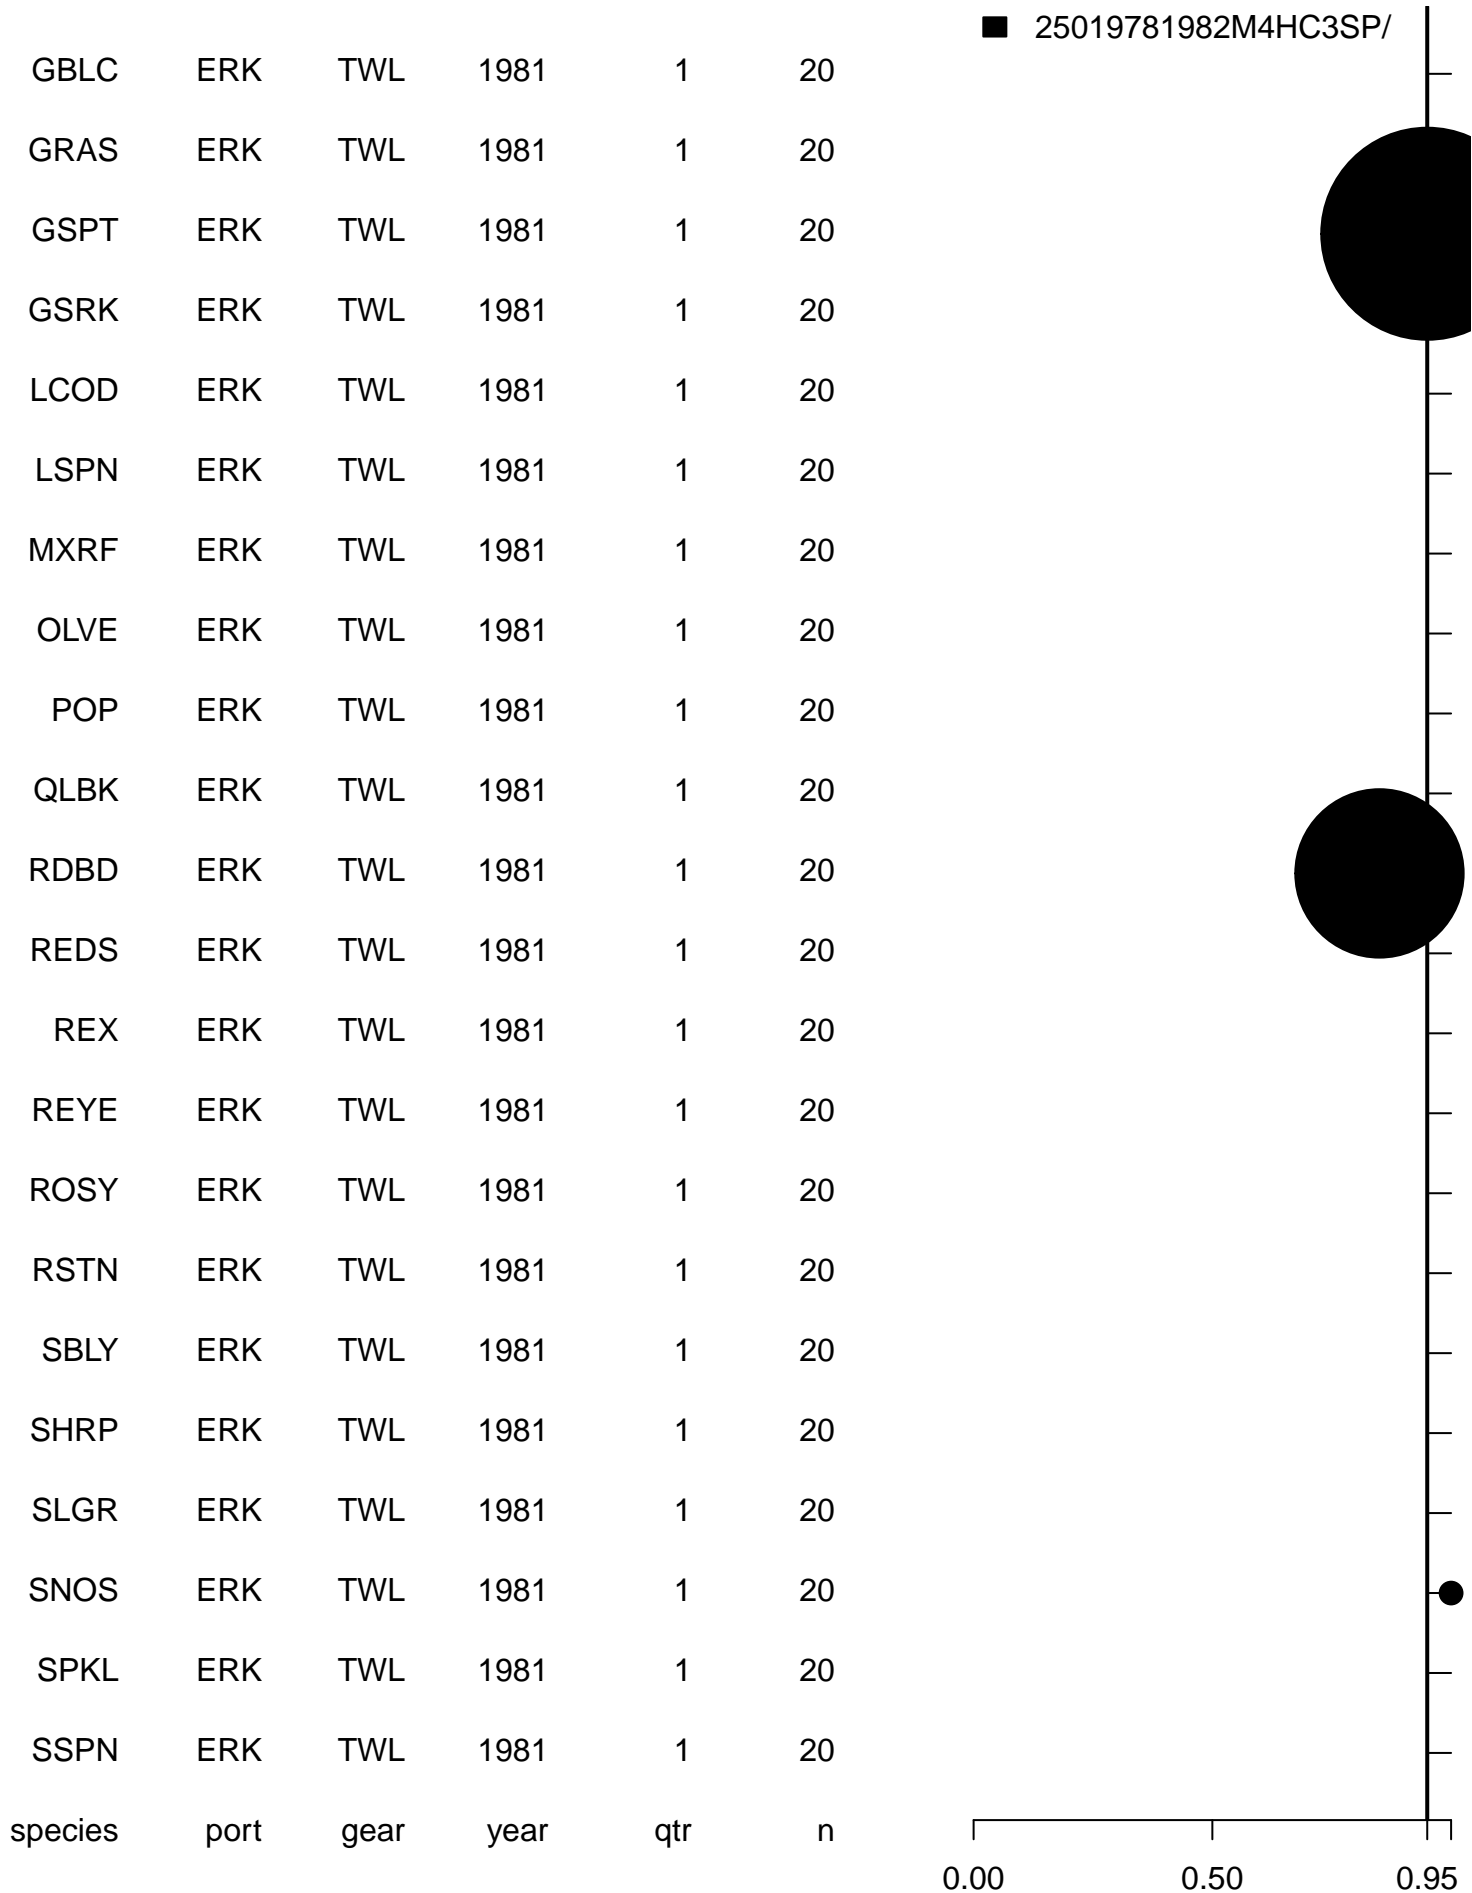 25019781982M4HC3SP/
GBLC ERK TWL 1981 1 20
GRAS ERK TWL 1981 1 20
GSPT ERK TWL 1981 1 20
GSRK ERK TWL 1981 1 20
LCOD ERK TWL 1981 1 20
LSPN ERK TWL 1981 1 20
MXRF ERK TWL 1981 1 20
OLVE ERK TWL 1981 1 20
POP ERK TWL 1981 1 20
QLBK ERK TWL 1981 1 20
RDBD ERK TWL 1981 1 20
REDS ERK TWL 1981 1 20
REX ERK TWL 1981 1 20
REYE ERK TWL 1981 1 20
ROSY ERK TWL 1981 1 20
RSTN ERK TWL 1981 1 20
SBLY ERK TWL 1981 1 20
SHRP ERK TWL 1981 1 20
SLGR ERK TWL 1981 1 20
SNOS ERK TWL 1981 1 20
SPKL ERK TWL 1981 1 20
SSPN ERK TWL 1981 1 20
species port gear year qtr n
0.00 0.50 0.95